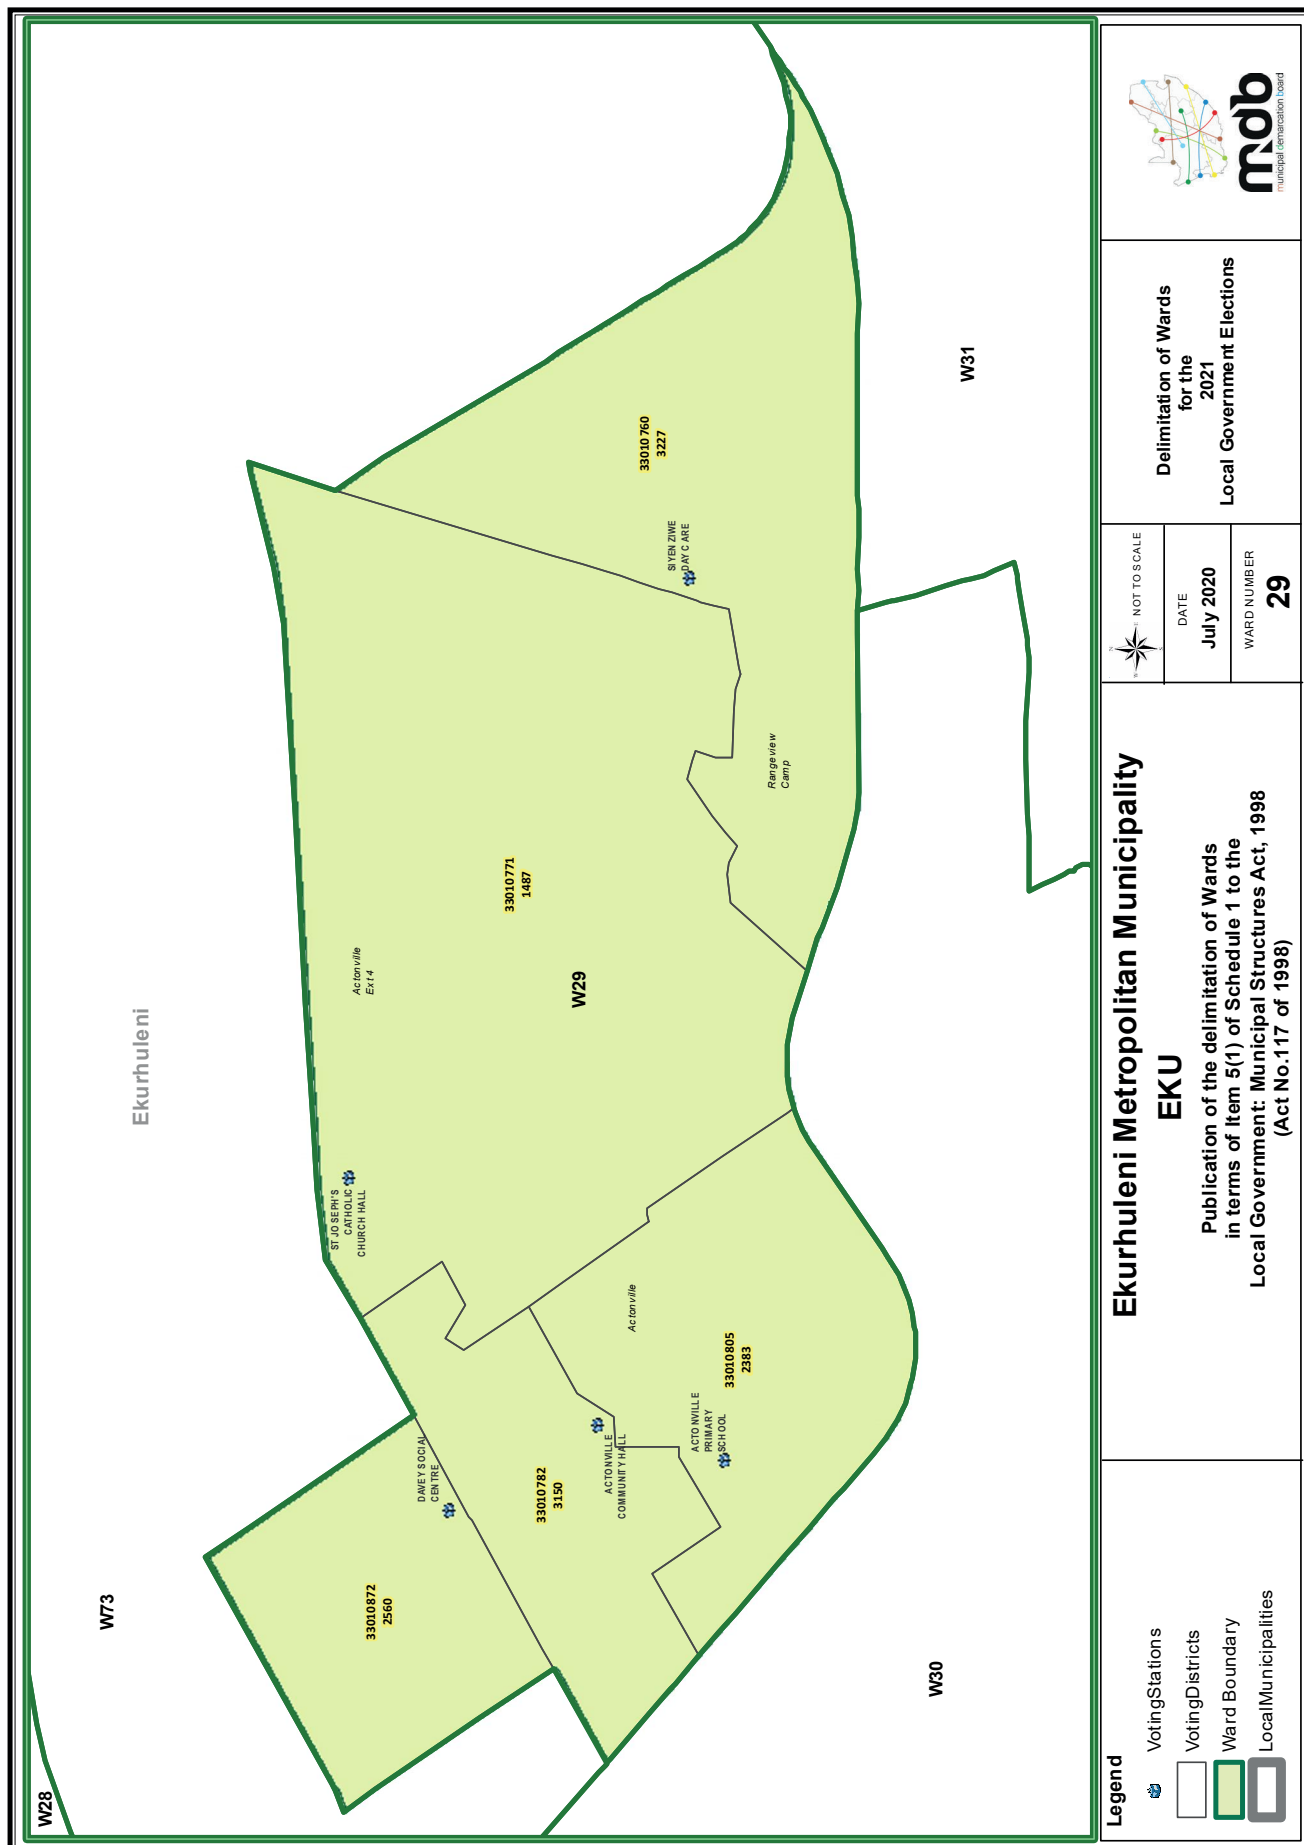 W28
W73
Ekurhuleni
33010872
2560
DAVEY SOCIAL
CENTRE
ST JOSEPH'S
CATHOLIC
CHURCH HALL
Actonville
Ext 4
33010771
1487
W29
33010782
3150
ACTONVILLE
COMMUNITY HALL
Actonville
ACTONVILLE
PRIMARY
SCHOOL
33010805
2383
33010760
3227
SIYENZIWE
DAYCARE
Rangeview
Camp
W31
W30
Legend
VotingStations
VotingDistricts
Ward Boundary
LocalMunicipalities
Ekurhuleni Metropolitan Municipality
EKU
Publication of the delimitation of Wards
in terms of Item 5(1) of Schedule 1 to the
Local Government: Municipal Structures Act, 1998
(Act No.117 of 1998)
N
W
E
S
NOT TO SCALE
DATE
July 2020
WARD NUMBER
29
Delimitation of Wards
for the
2021
Local Government Elections
mdb
municipal demarcation board